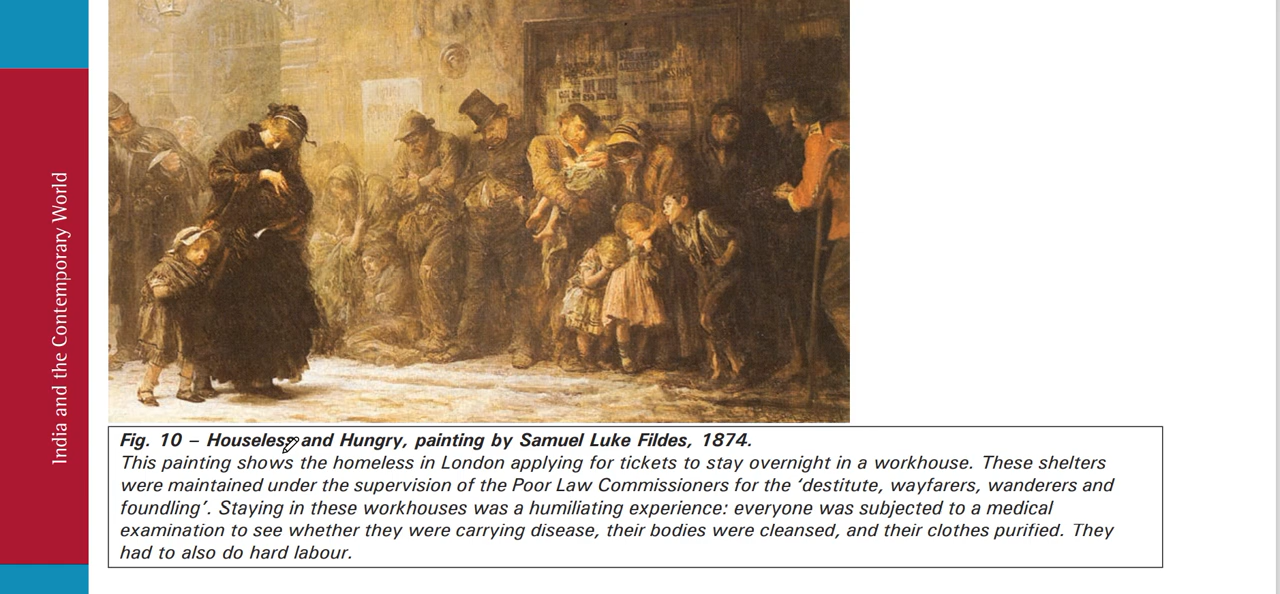 India and the Contemporary World
Fig. 10 – Houseless and Hungry, painting by Samuel Luke Fildes, 1874.
This painting shows the homeless in London applying for tickets to stay overnight in a workhouse. These shelters
were maintained under the supervision of the Poor Law Commissioners for the ‘destitute, wayfarers, wanderers and
foundling’. Staying in these workhouses was a humiliating experience: everyone was subjected to a medical
examination to see whether they were carrying disease, their bodies were cleansed, and their clothes purified. They
had to also do hard labour.